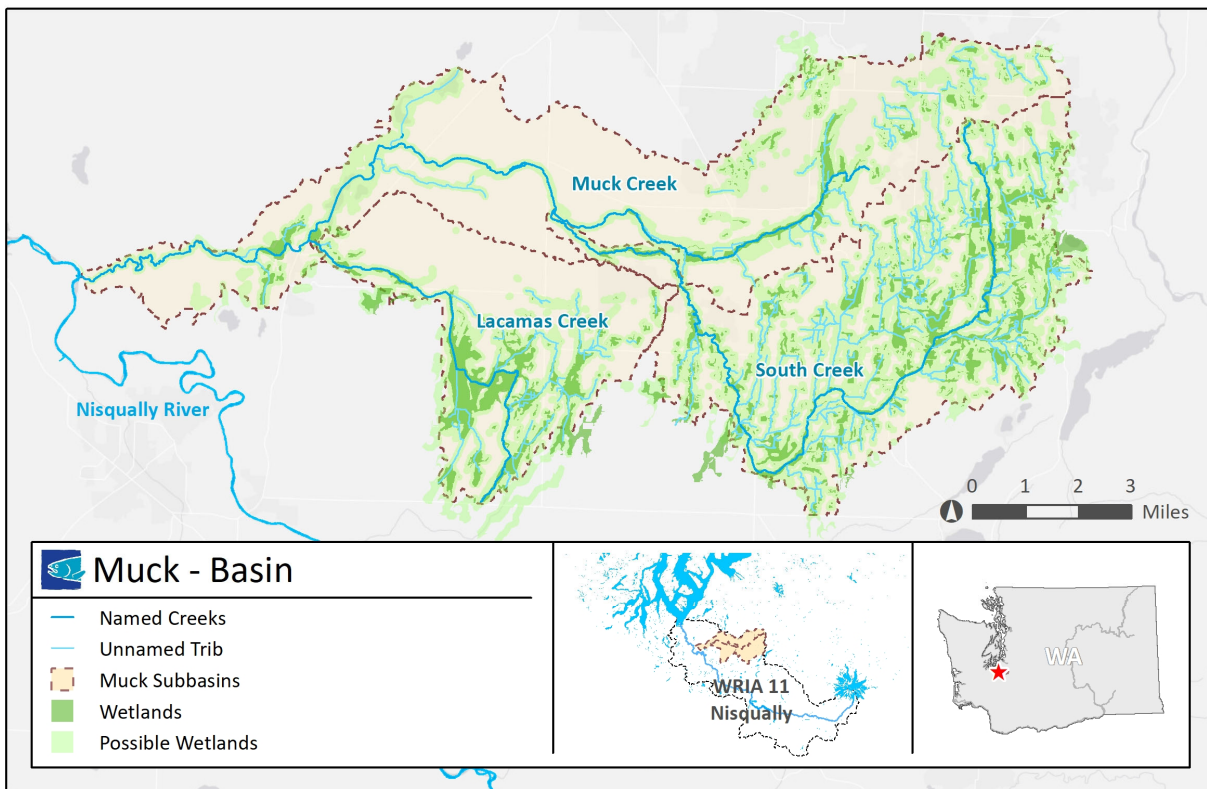 Muck Creek
Lacamas Creek
South Creek
Nisqually River
0 1 2 3
Miles
Muck - Basin
Named Creeks
Unnamed Trib
Muck Subbasins
Wetlands
Possible Wetlands
WRIA 11
Nisqually
WA